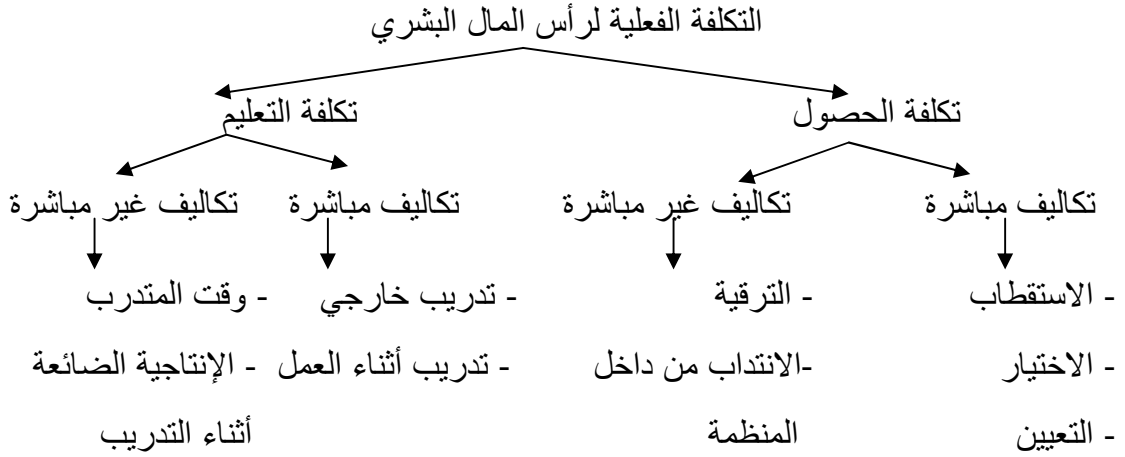 التكلفة الفعلية لرأس المال البشري
تكلفة الحصول تكلفة التعليم
تكاليف مباشرة تكاليف غير مباشرة تكاليف مباشرة تكاليف غير مباشرة
- الاستقطاب - الترقية - تدريب خارجي - وقت المتدرب
- الاختيار -الانتداب من داخل - تدريب أثناء العمل - الإنتاجية الضائعة
- التعيين المنظمة أثناء التدريب